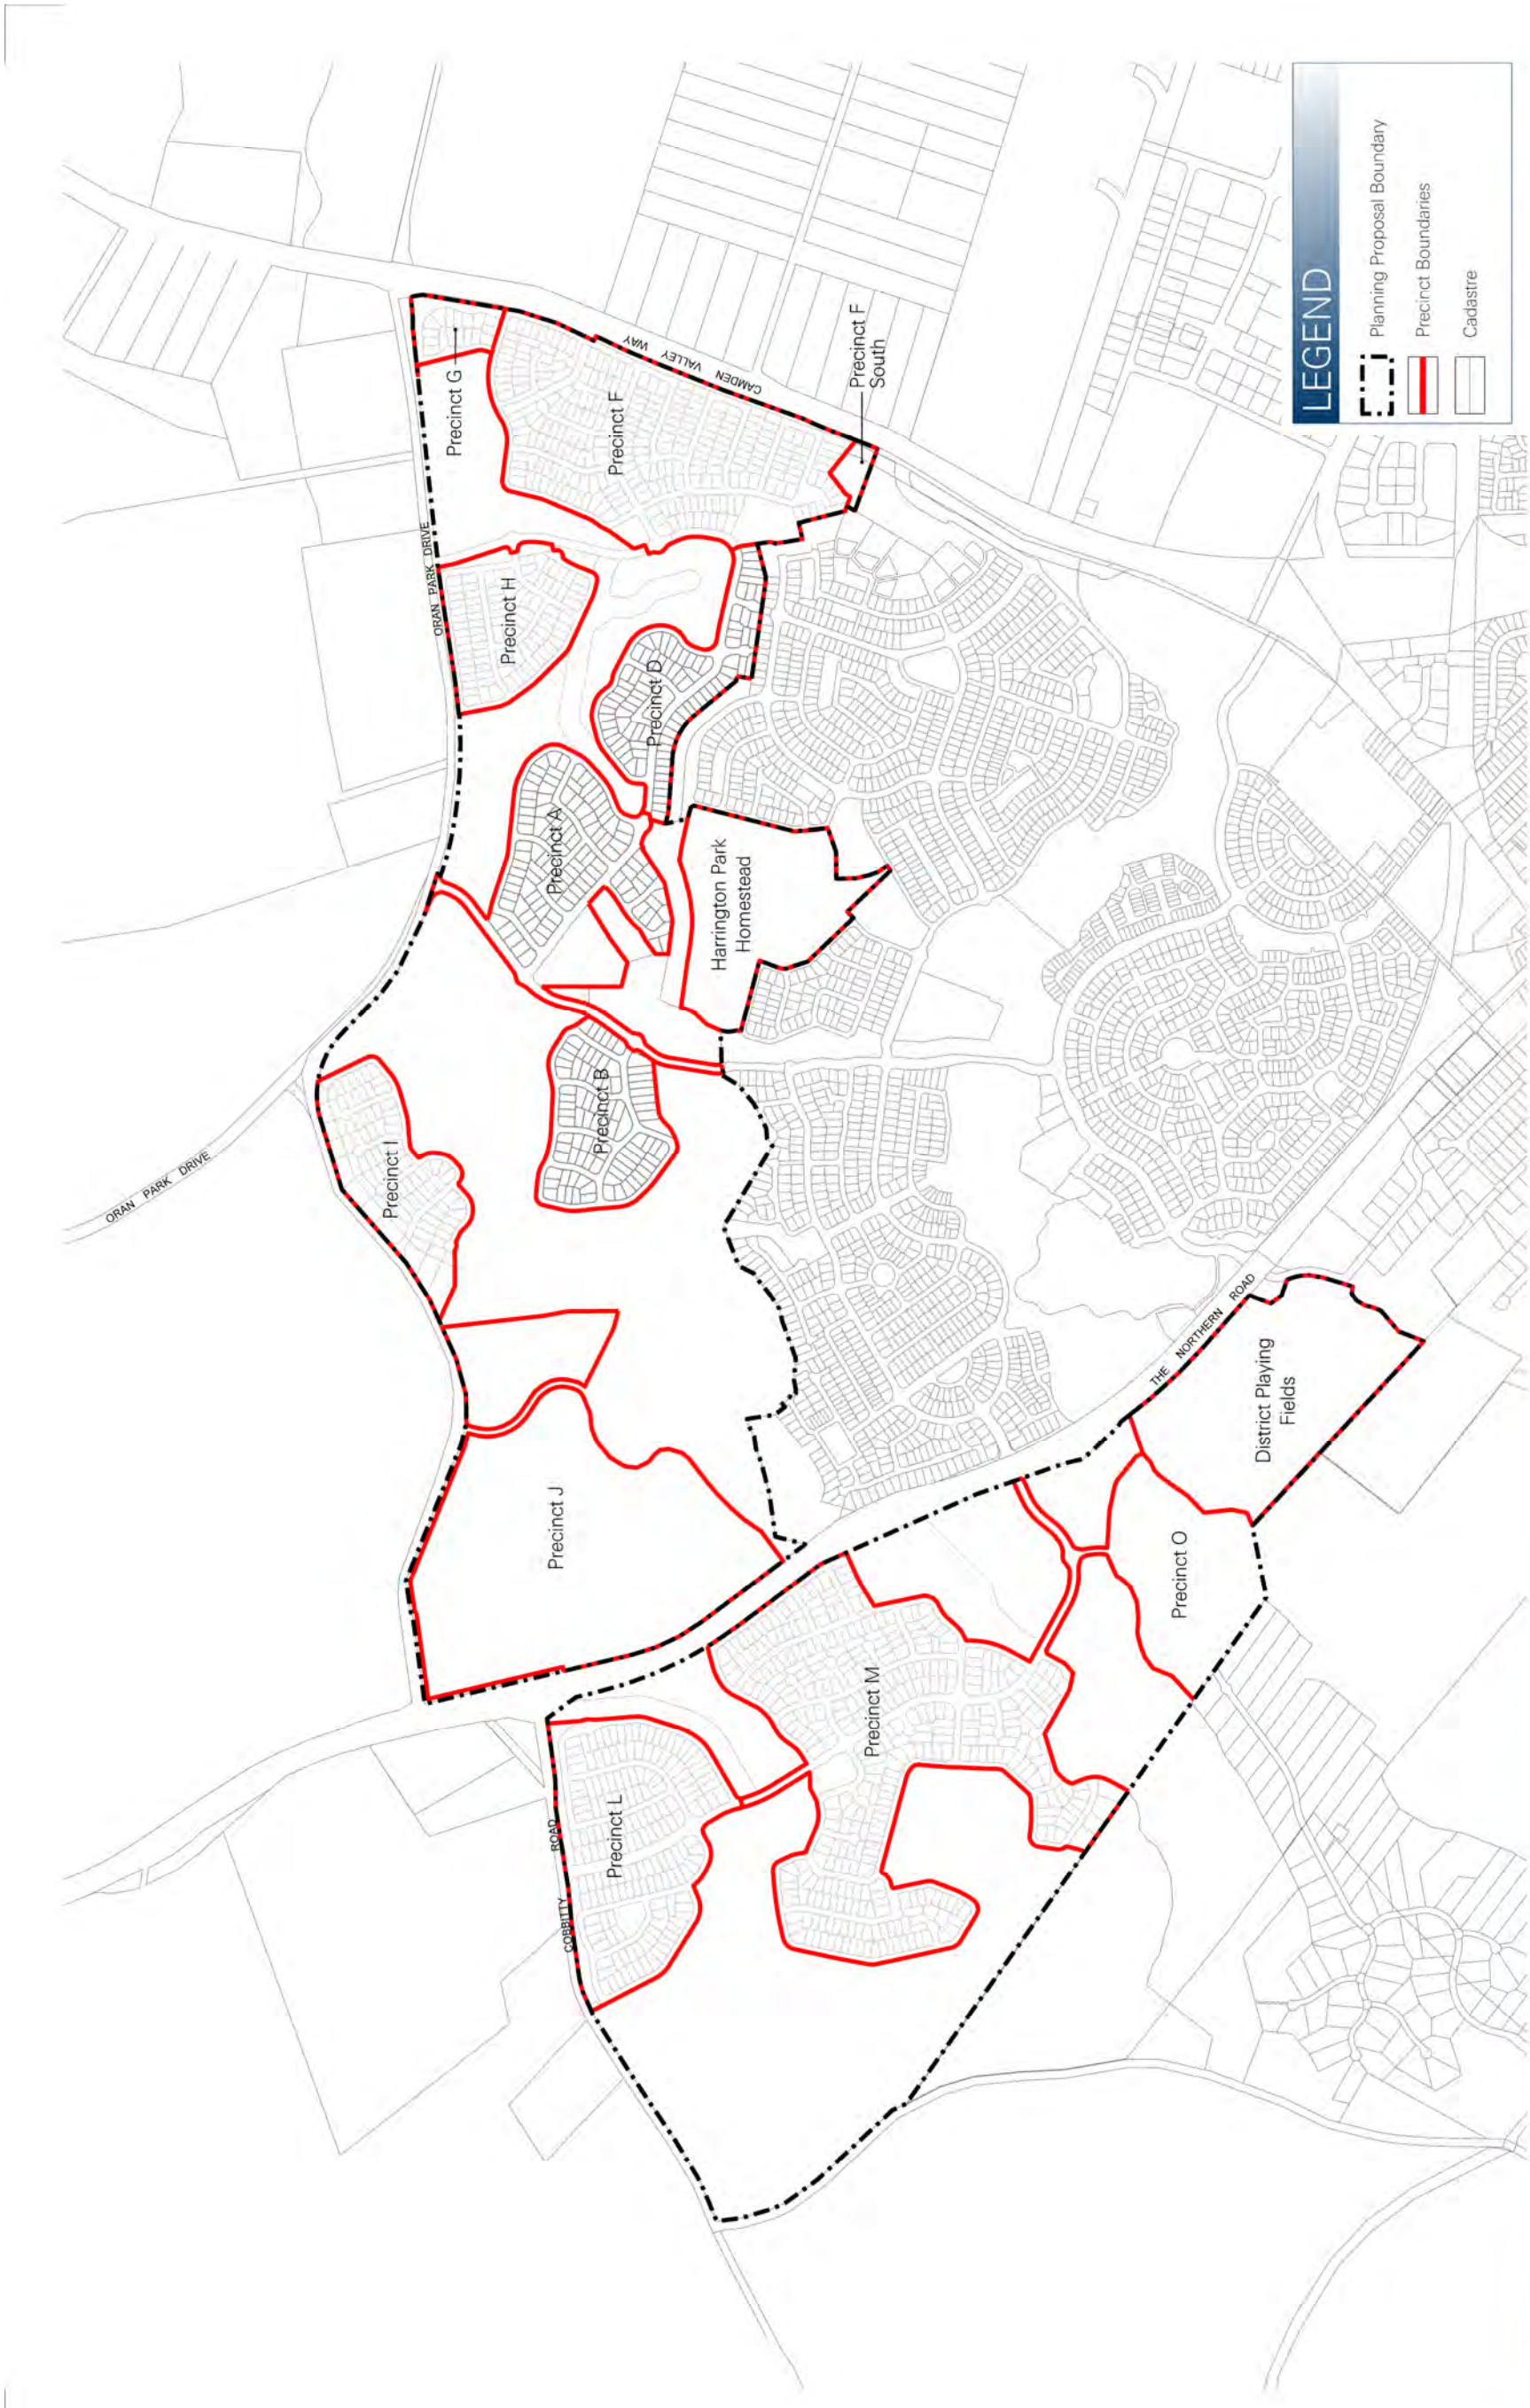 ORAN PARK DRIVE
ORAN PARK DRIVE
CAMDEN VALLEY WAY
COBBITTY ROAD
THE NORTHERN ROAD
Precinct L
Precinct J
Precinct M
Precinct O
District Playing
Fields
Precinct I
Precinct B
Precinct A
Harrington Park
Homestead
Precinct D
Precinct H
Precinct G
Precinct F
Precinct F
South
LEGEND
Planning Proposal Boundary
Precinct Boundaries
Cadastre